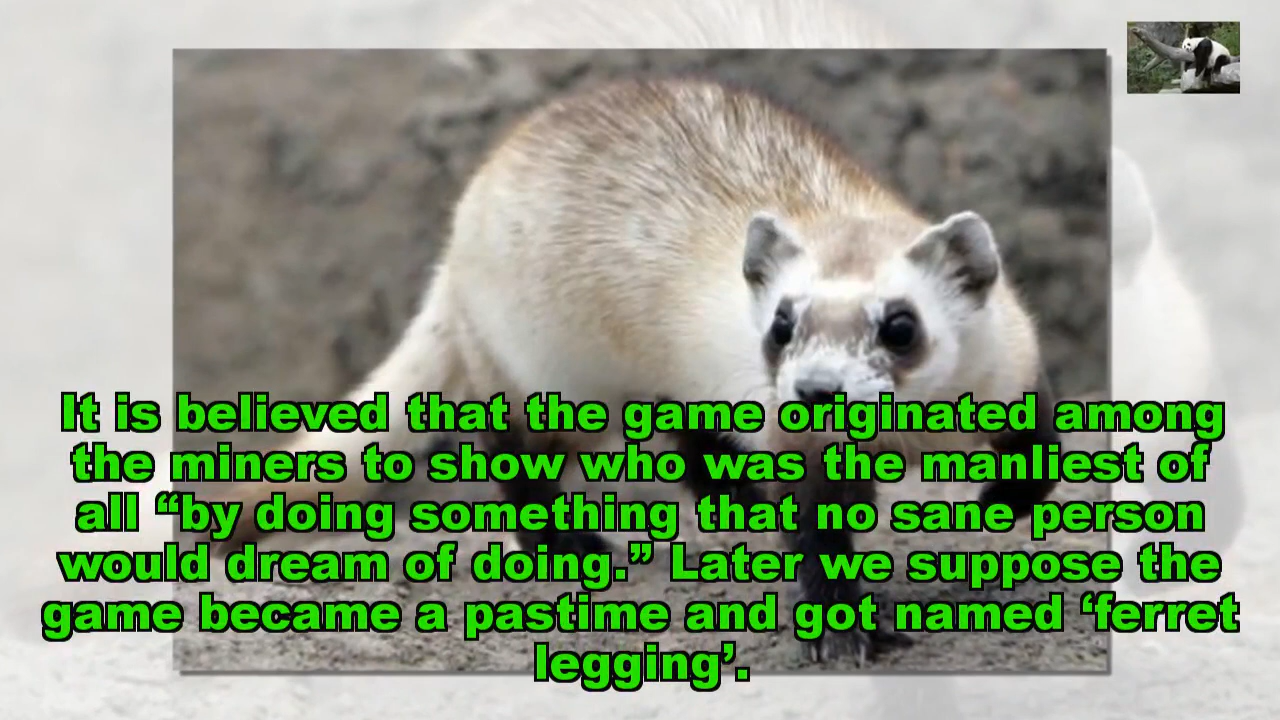 It is believed that the game originated among
the miners to show who was the manliest of
all “by doing something that no sane person
would dream of doing.” Later we suppose the
game became a pastime and got named ‘ferret
legging’.